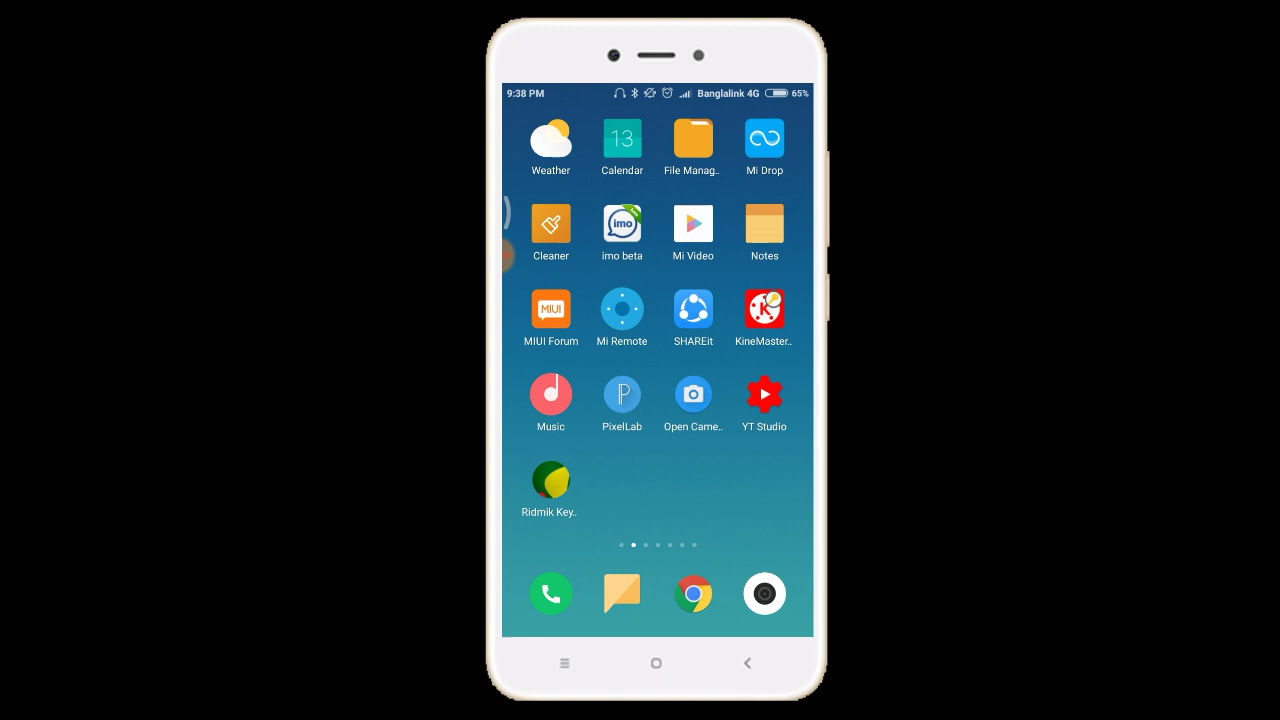 9:38 PM Banglalink 4G 65%
13
Weather Calendar File Manag.. Mi Drop
imo
Cleaner imo beta Mi Video Notes
MIUI K
MIUI Forum Mi Remote SHAREit KineMaster..
P
Music PixelLab Open Came.. YT Studio
Ridmik Key..